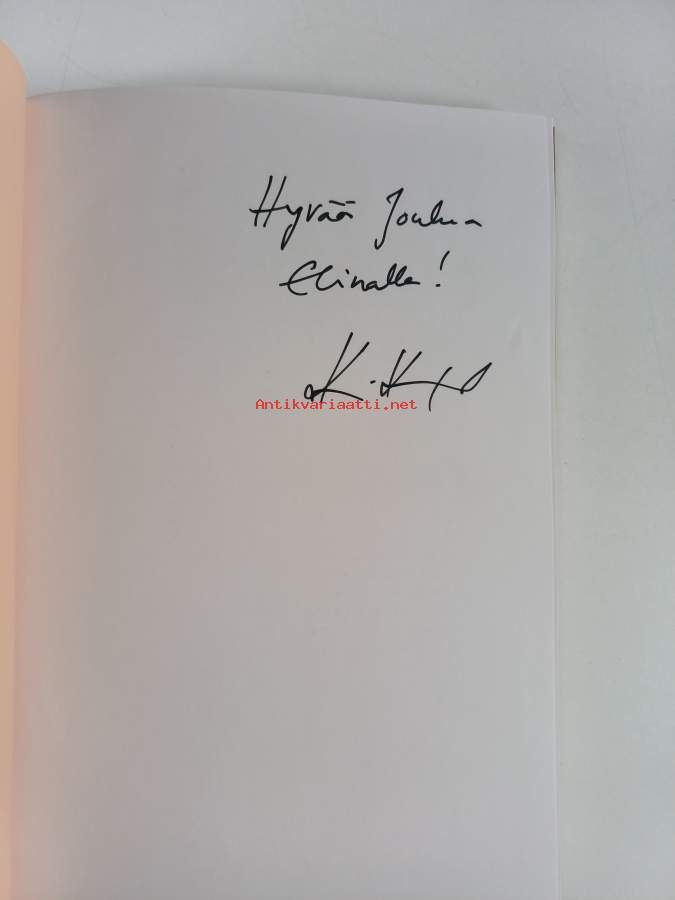 Hyvää Joulua
Elinalle!
Antikvariaatti.net